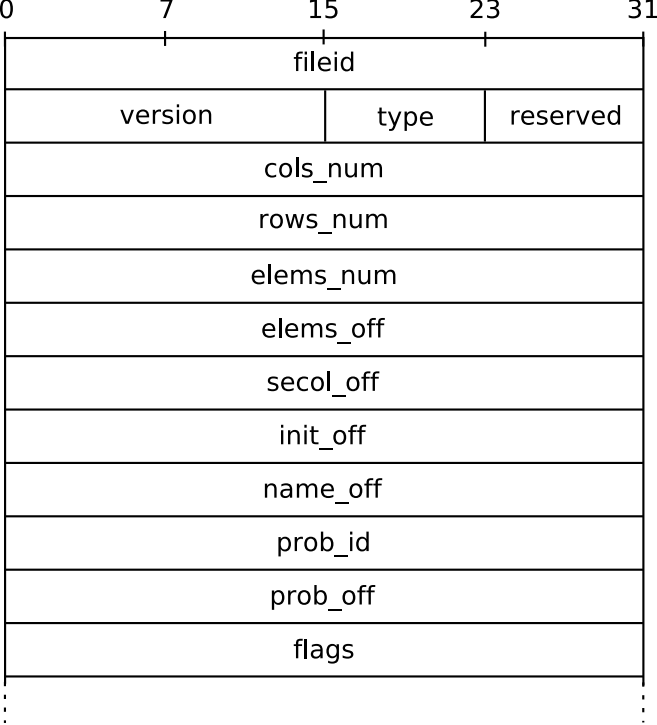 0 7 15 23 31
fileid
version type reserved
cols_num
rows_num
elems_num
elems_off
secol_off
init_off
name_off
prob_id
prob_off
flags